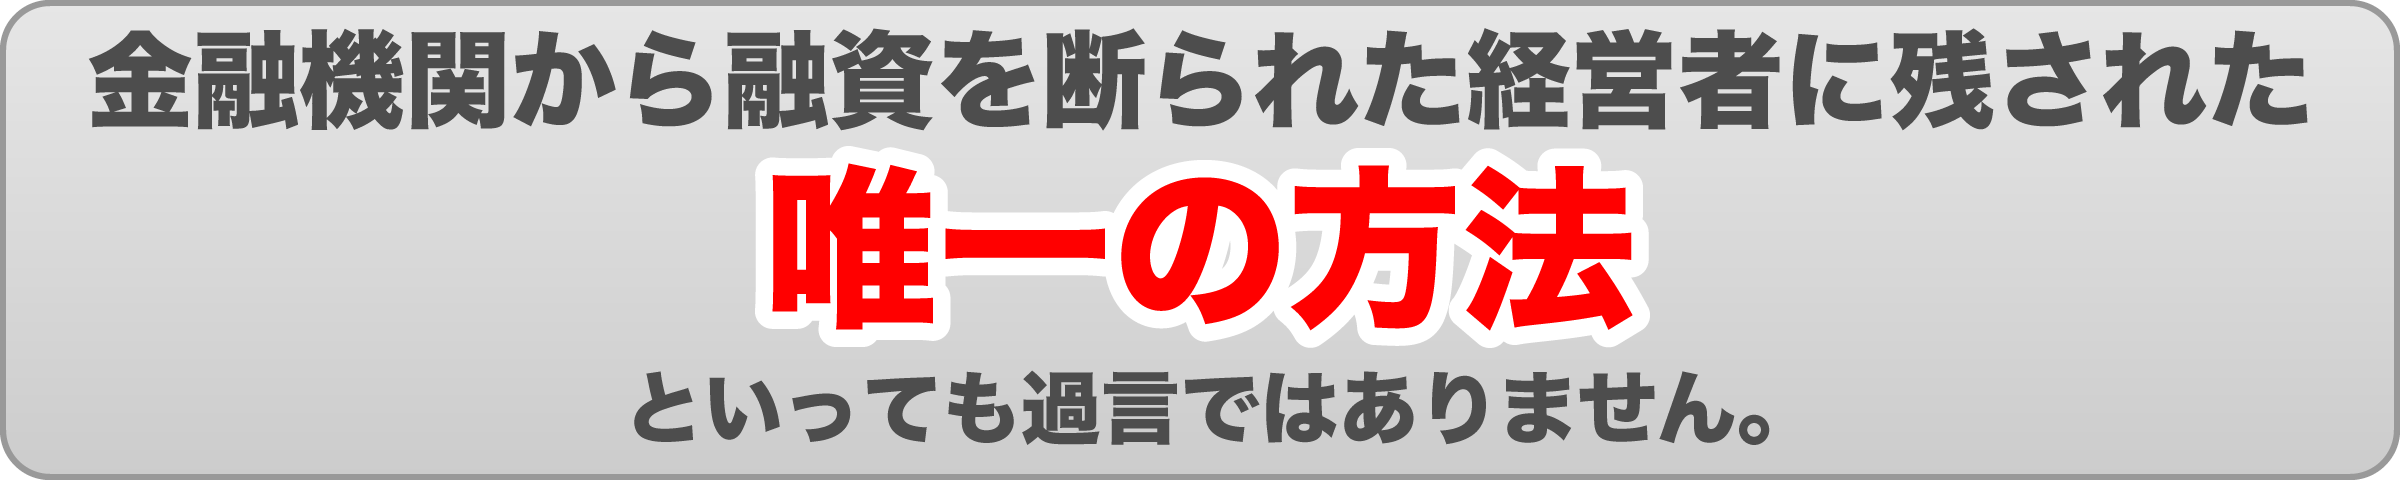 金融機関から融資を断られた経営者に残された
唯一の方法
といっても過言ではありません。